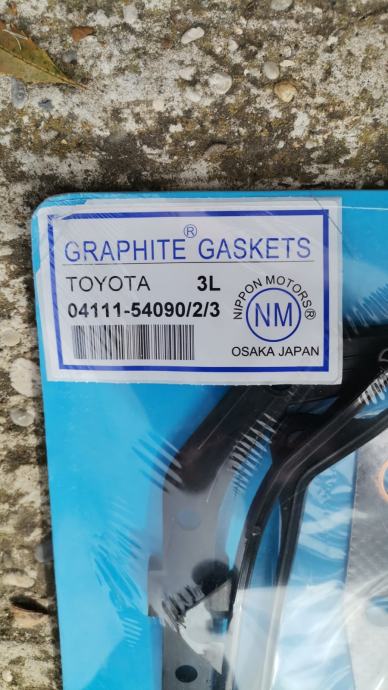 GRAPHITE® GASKETS
TOYOTA 3L
04111-54090/2/3
NIPPON MOTORS®
NM
OSAKA JAPAN